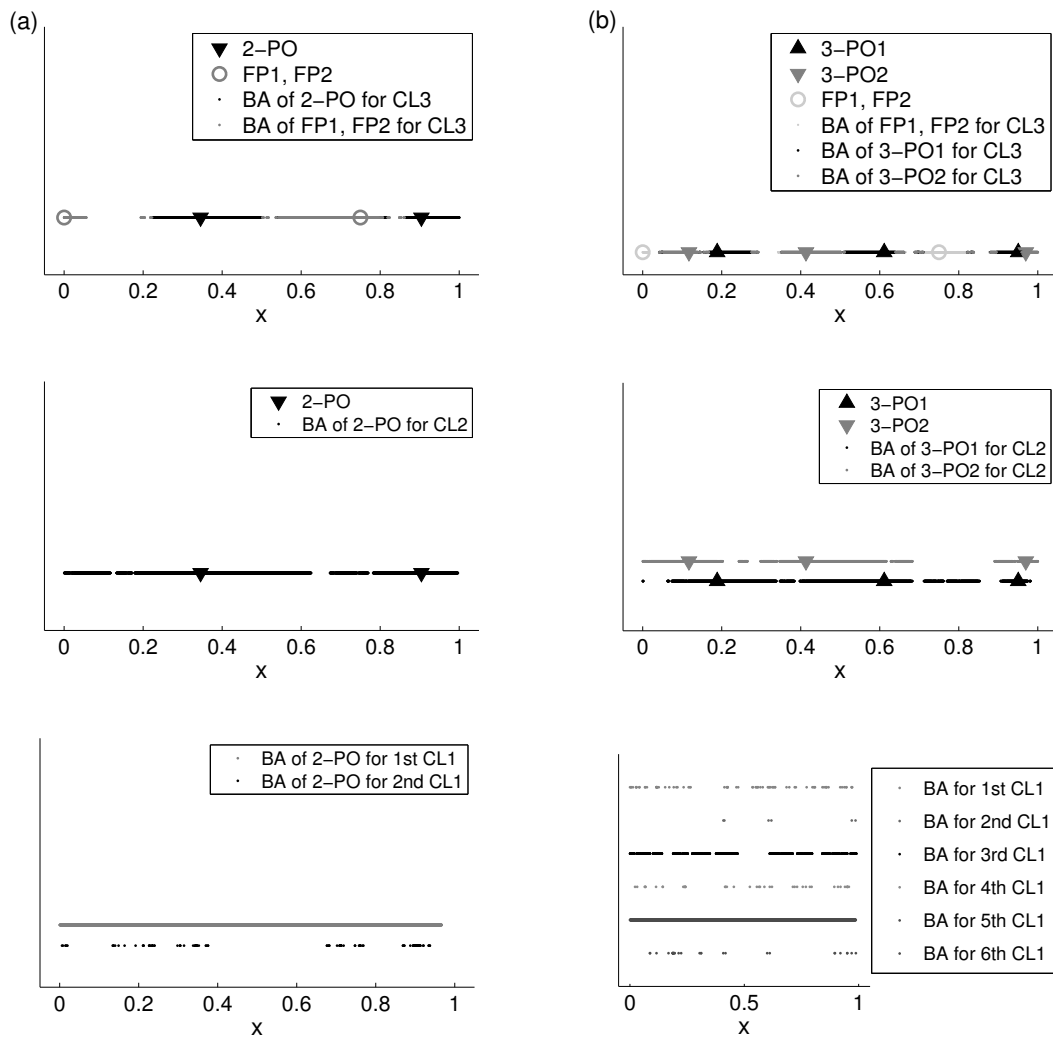 (a)
2−PO
FP1, FP2
BA of 2−PO for CL3
BA of FP1, FP2 for CL3
0 0.2 0.4 0.6 0.8 1
x
2−PO
BA of 2−PO for CL2
0 0.2 0.4 0.6 0.8 1
x
BA of 2−PO for 1st CL1
BA of 2−PO for 2nd CL1
0 0.2 0.4 0.6 0.8 1
x
(b)
3−PO1
3−PO2
FP1, FP2
BA of FP1, FP2 for CL3
BA of 3−PO1 for CL3
BA of 3−PO2 for CL3
0 0.2 0.4 0.6 0.8 1
x
3−PO1
3−PO2
BA of 3−PO1 for CL2
BA of 3−PO2 for CL2
0 0.2 0.4 0.6 0.8 1
x
BA for 1st CL1
BA for 2nd CL1
BA for 3rd CL1
BA for 4th CL1
BA for 5th CL1
BA for 6th CL1
0 0.5 1
x